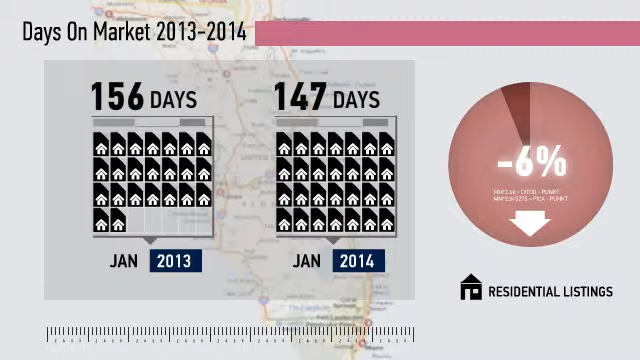 Days On Market 2013-2014
156 DAYS
147 DAYS
-6%
JAN 2013
JAN 2014
RESIDENTIAL LISTINGS